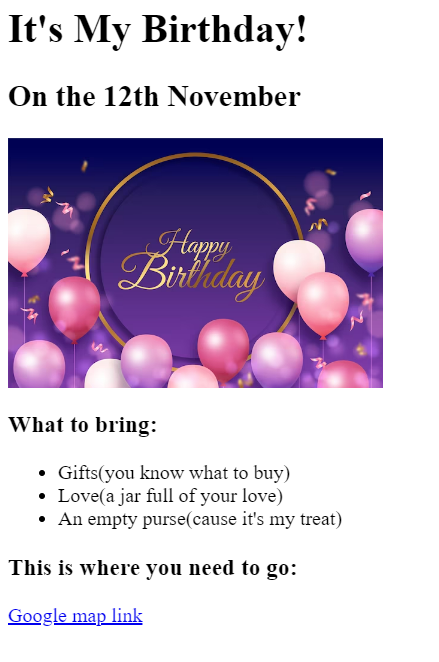 It's My Birthday!
On the 12th November
Happy
Birthday
What to bring:
Gifts(you know what to buy)
Love(a jar full of your love)
An empty purse(cause it's my treat)
This is where you need to go:
Google map link